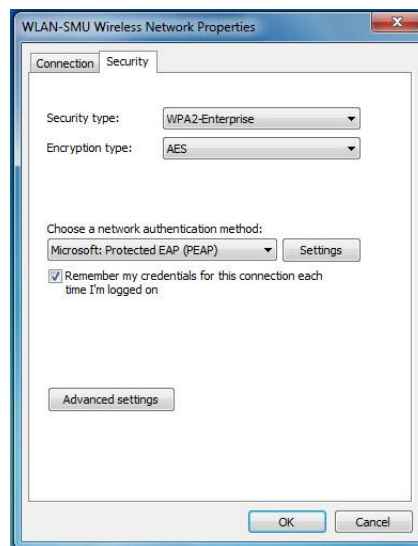 WLAN-SMU Wireless Network Properties
Connection Security
Security type: WPA2-Enterprise
Encryption type: AES
Choose a network authentication method:
Microsoft: Protected EAP (PEAP) Settings
Remember my credentials for this connection each
time I'm logged on
Advanced settings
OK Cancel